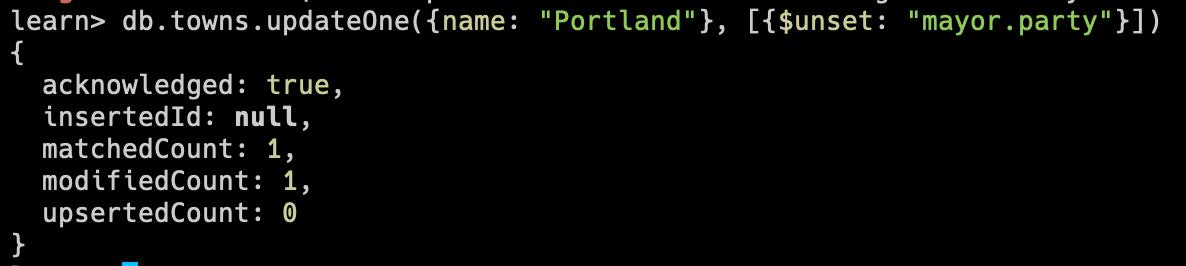 learn> db.towns.updateOne({name: "Portland"}, [{$unset: "mayor.party"}])
{
  acknowledged: true,
  insertedId: null,
  matchedCount: 1,
  modifiedCount: 1,
  upsertedCount: 0
}